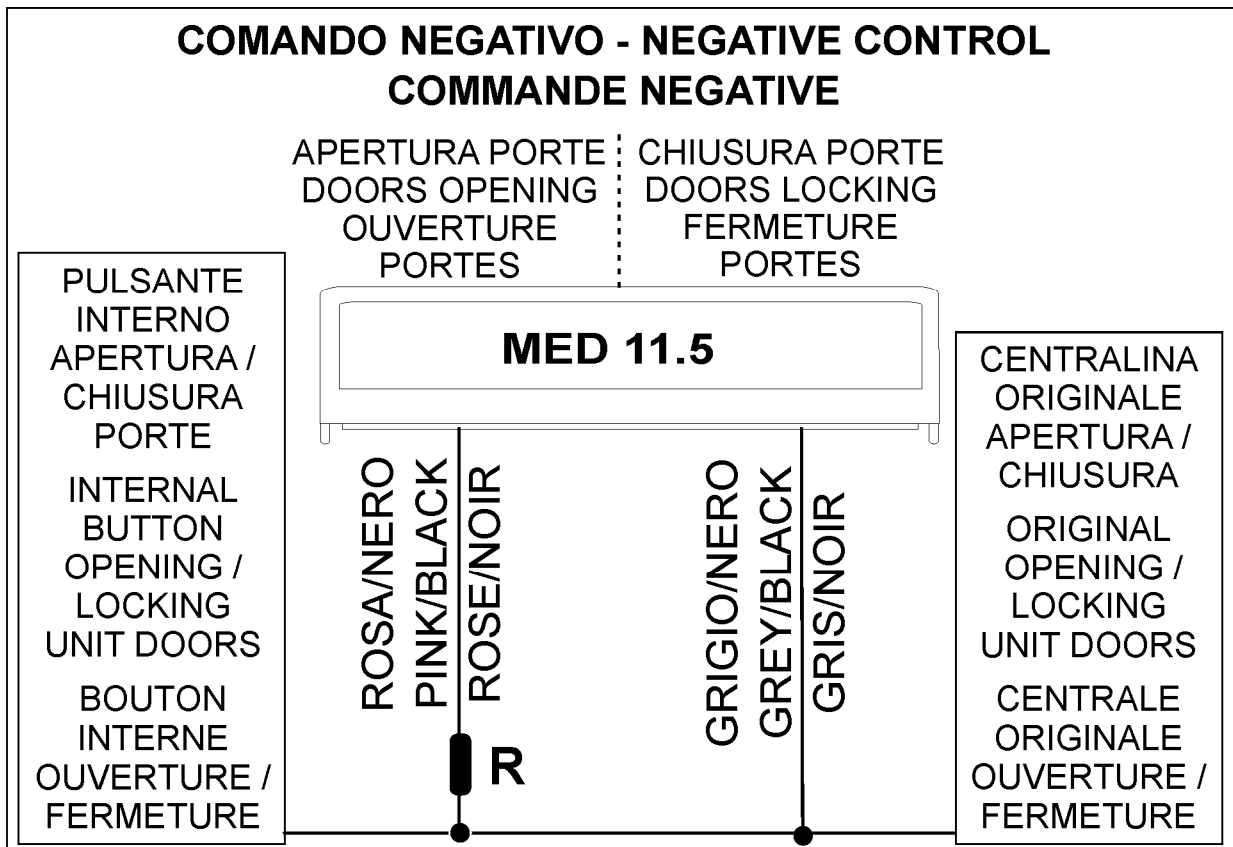 COMANDO NEGATIVO - NEGATIVE CONTROL
COMMANDE NEGATIVE
APERTURA PORTE
DOORS OPENING
OUVERTURE
PORTES
CHIUSURA PORTE
DOORS LOCKING
FERMETURE
PORTES
PULSANTE
INTERNO
APERTURA /
CHIUSURA
PORTE
INTERNAL
BUTTON
OPENING /
LOCKING
UNIT DOORS
BOUTON
INTERNE
OUVERTURE /
FERMETURE
MED 11.5
ROSA/NERO
PINK/BLACK
ROSE/NOIR
R
GRIGIO/NERO
GREY/BLACK
GRIS/NOIR
CENTRALINA
ORIGINALE
APERTURA /
CHIUSURA
ORIGINAL
OPENING /
LOCKING
UNIT DOORS
CENTRALE
ORIGINALE
OUVERTURE /
FERMETURE